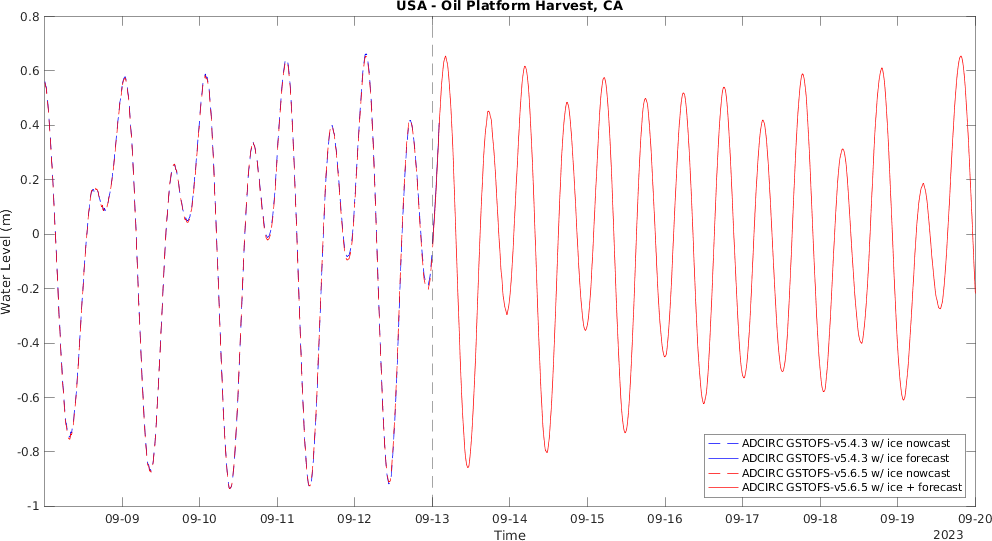 USA - Oil Platform Harvest, CA
0.8
0.6
0.4
0.2
0
-0.2
-0.4
-0.6
-0.8
-1
Water Level (m)
ADCIRC GSTOFS-v5.4.3 w/ ice nowcast
ADCIRC GSTOFS-v5.4.3 w/ ice forecast
ADCIRC GSTOFS-v5.6.5 w/ ice nowcast
ADCIRC GSTOFS-v5.6.5 w/ ice + forecast
09-09 09-10 09-11 09-12 09-13 09-14 09-15 09-16 09-17 09-18 09-19 09-20
Time
2023